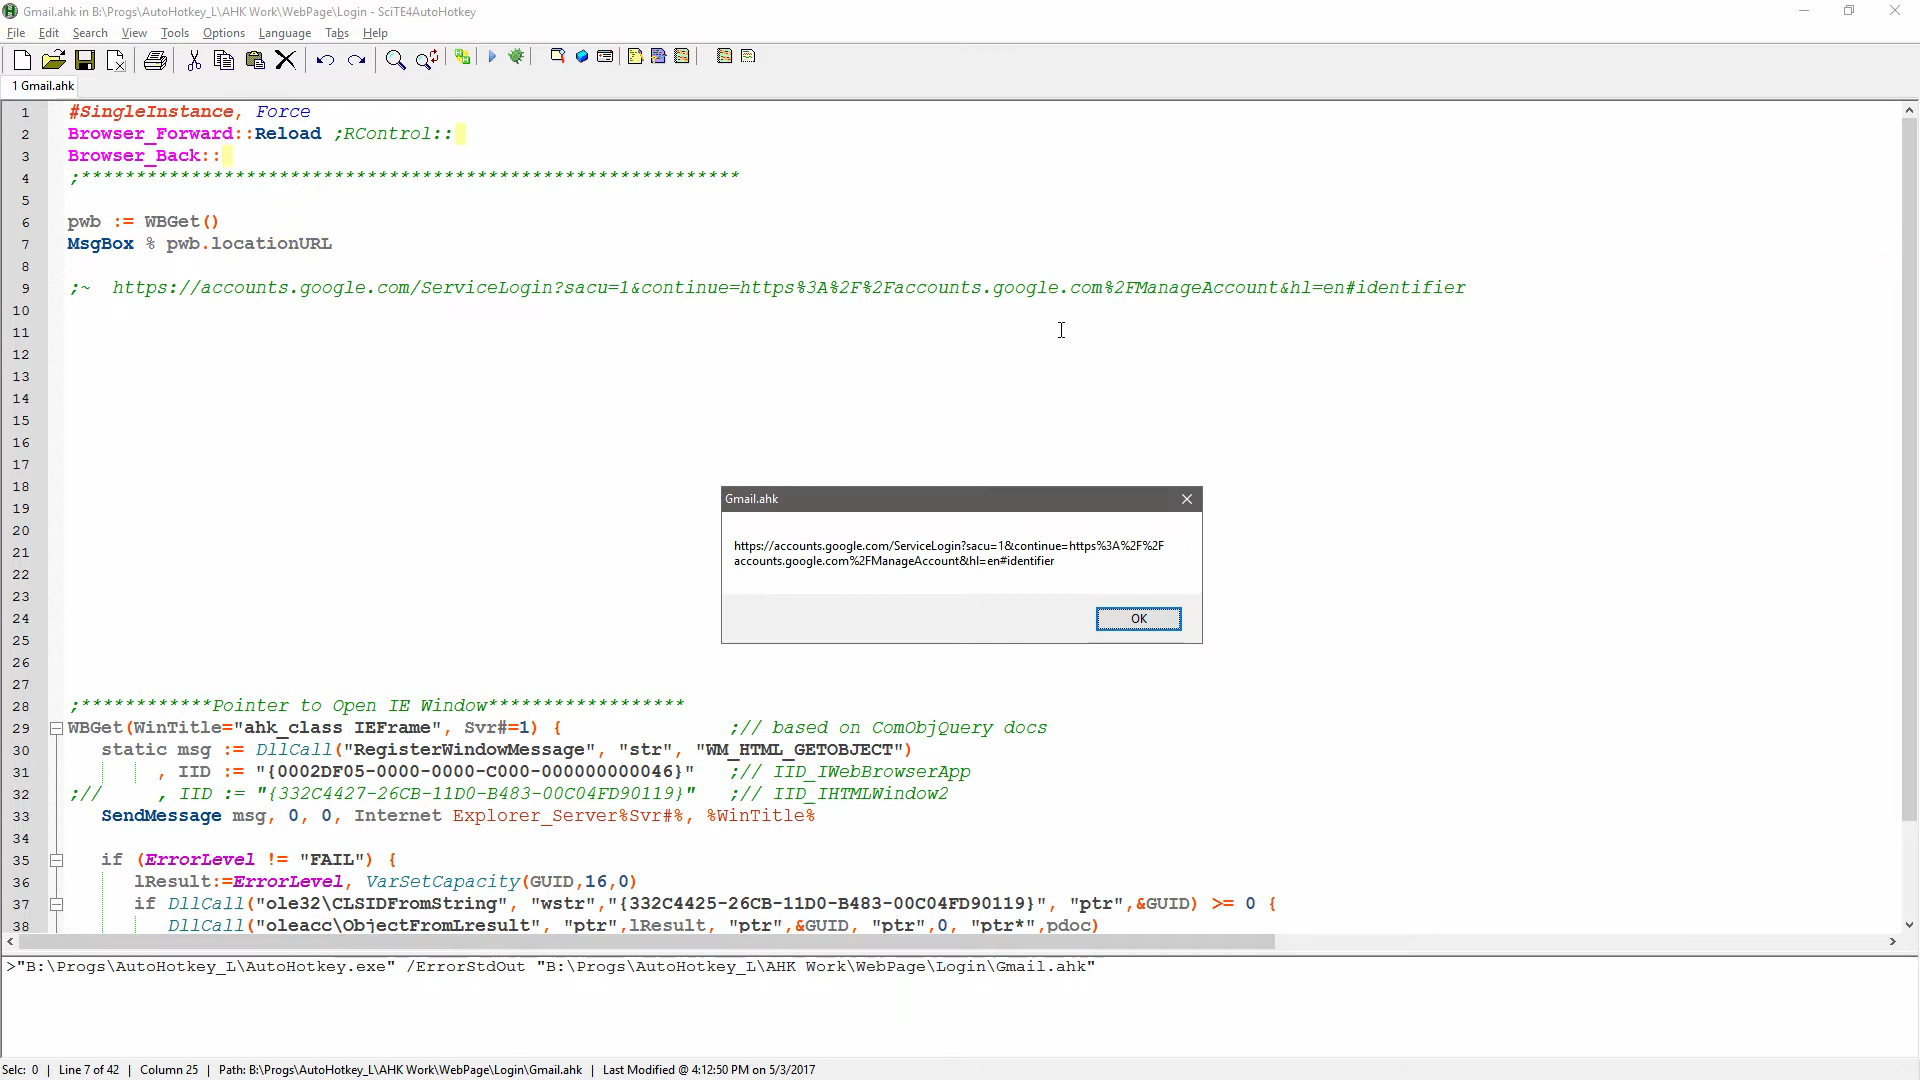 Gmail.ahk in B:\Progs\AutoHotkey_L\AHK Work\WebPage\Login - SciTE4AutoHotkey
File Edit Search View Tools Options Language Tabs Help
1 Gmail.ahk
1 #SingleInstance, Force
2 Browser_Forward::Reload ;RControl::
3 Browser_Back::
4 ;************************************************************
5
6 pwb := WBGet()
7 MsgBox % pwb.locationURL
8
9 ;~ https://accounts.google.com/ServiceLogin?sacu=1&continue=https%3A%2F%2Faccounts.google.com%2FManageAccount&hl=en#identifier
10
11
12
13
14
15
16
17
18
19
20
21
22
23
24
25
26
27
Gmail.ahk
https://accounts.google.com/ServiceLogin?sacu=1&continue=https%3A%2F%2F
accounts.google.com%2FManageAccount&hl=en#identifier
OK
28 ;************Pointer to Open IE Window******************
29 WBGet(WinTitle="ahk_class IEFrame", Svr#=1) { ;// based on ComObjQuery docs
30 static msg := DllCall("RegisterWindowMessage", "str", "WM_HTML_GETOBJECT")
31 , IID := "{0002DF05-0000-0000-C000-000000000046}" ;// IID_IWebBrowserApp
32 ;// , IID := "{332C4427-26CB-11D0-B483-00C04FD90119}" ;// IID_IHTMLWindow2
33 SendMessage msg, 0, 0, Internet Explorer_Server%Svr#%, %WinTitle%
34
35 if (ErrorLevel != "FAIL") {
36 lResult:=ErrorLevel, VarSetCapacity(GUID,16,0)
37 if DllCall("ole32\CLSIDFromString", "wstr","{332C4425-26CB-11D0-B483-00C04FD90119}", "ptr",&GUID) >= 0 {
38 DllCall("oleacc\ObjectFromLresult", "ptr",lResult, "ptr",&GUID, "ptr",0, "ptr*",pdoc)
>"B:\Progs\AutoHotkey_L\AutoHotkey.exe" /ErrorStdOut "B:\Progs\AutoHotkey_L\AHK Work\WebPage\Login\Gmail.ahk"
Selc: 0 | Line 7 of 42 | Column 25 | Path: B:\Progs\AutoHotkey_L\AHK Work\WebPage\Login\Gmail.ahk | Last Modified @ 4:12:50 PM on 5/3/2017